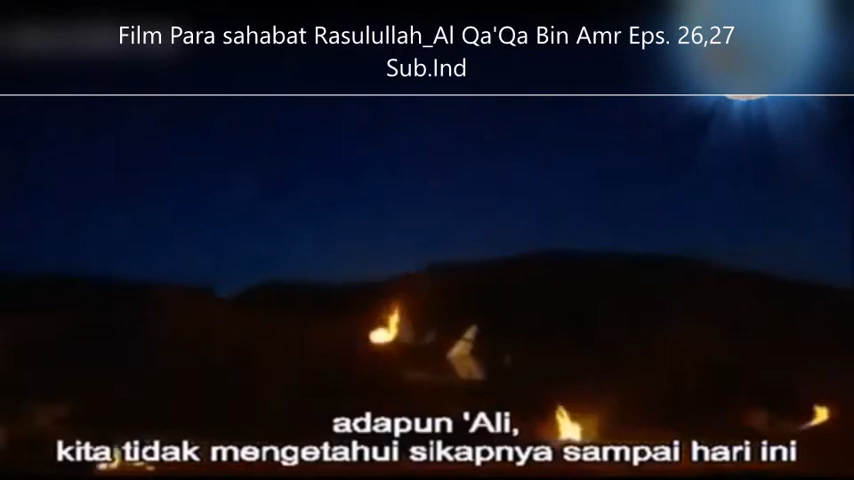 Film Para sahabat Rasulullah_Al Qa'Qa Bin Amr Eps. 26,27
Sub.Ind
adapun 'Ali,
kita tidak mengetahui sikapnya sampai hari ini